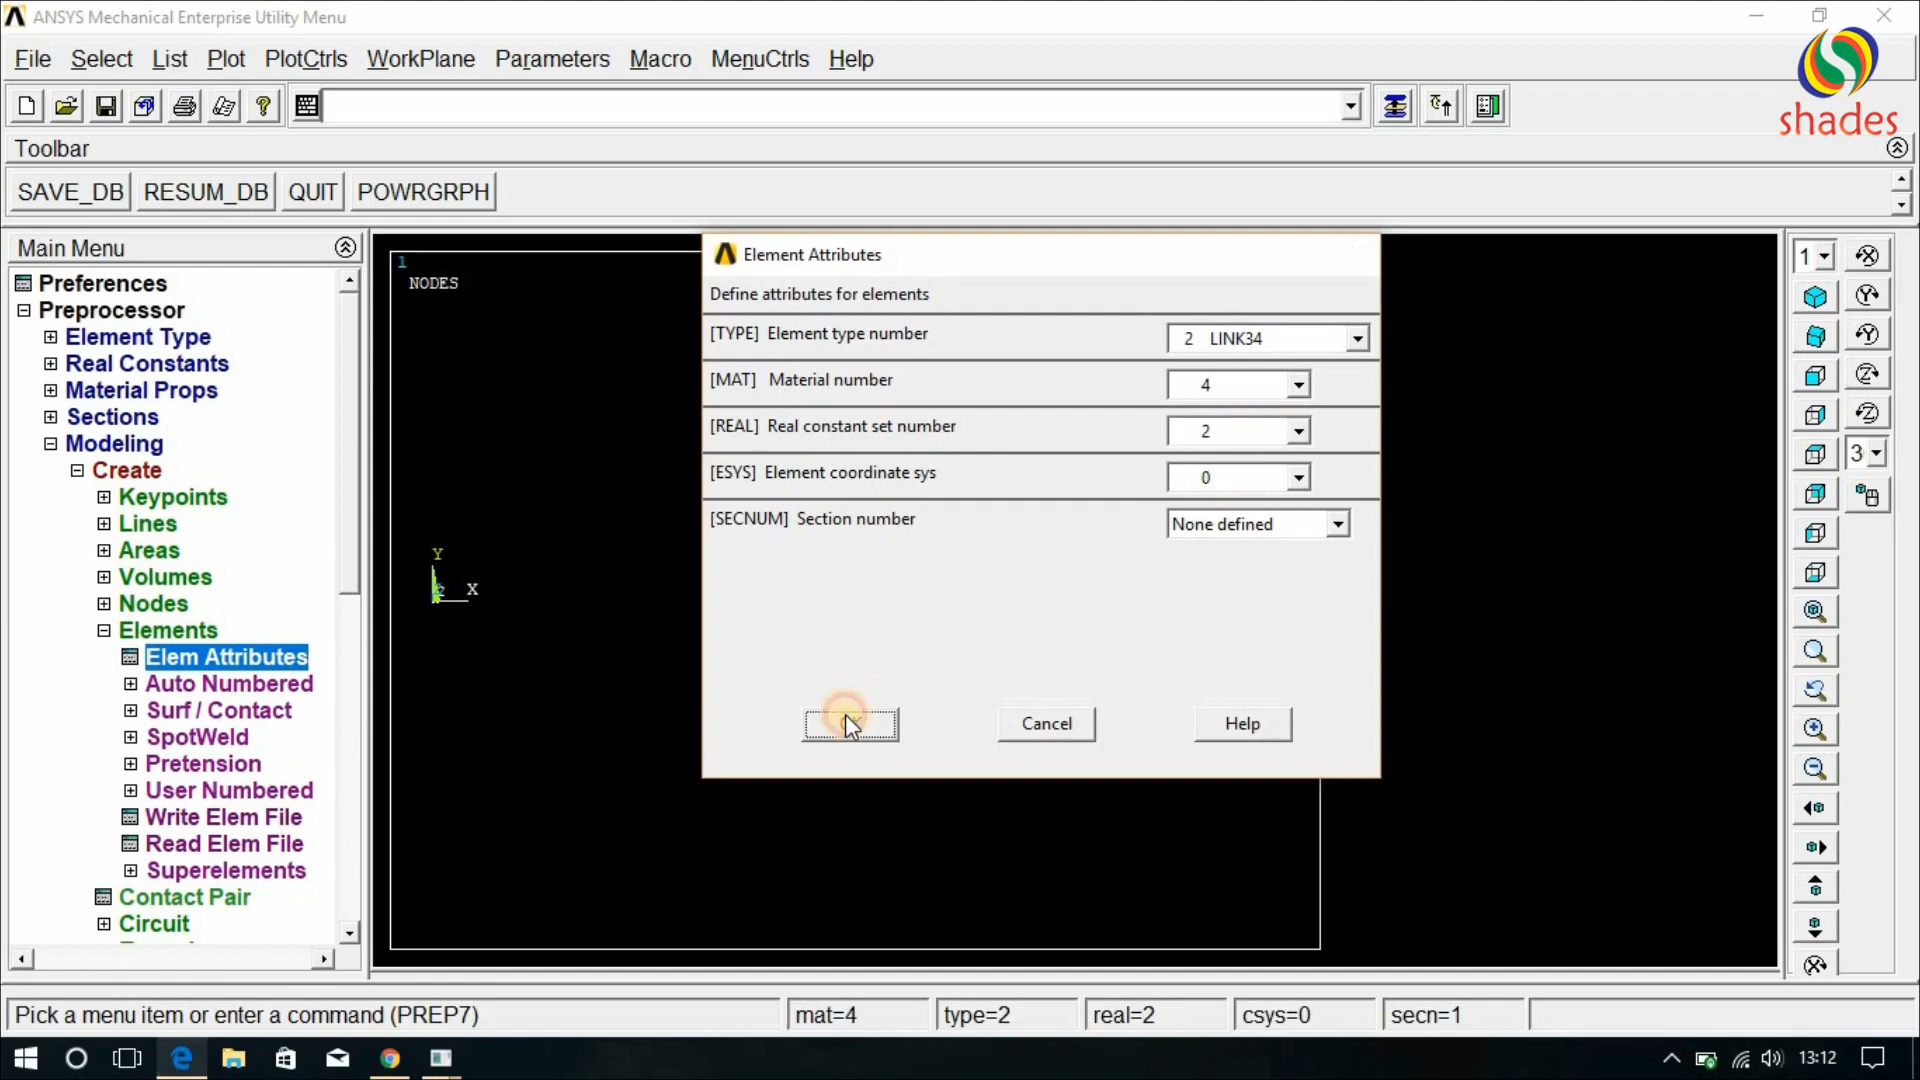 ANSYS Mechanical Enterprise Utility Menu
File Select List Plot PlotCtrls WorkPlane Parameters Macro MenuCtrls Help
shades
Toolbar
SAVE_DB RESUM_DB QUIT POWRGRPH
Main Menu
Preferences
Preprocessor
Element Type
Real Constants
Material Props
Sections
Modeling
Create
Keypoints
Lines
Areas
Volumes
Nodes
Elements
Elem Attributes
Auto Numbered
Surf / Contact
SpotWeld
Pretension
User Numbered
Write Elem File
Read Elem File
Superelements
Contact Pair
Circuit
1
NODES
Y
Z X
Element Attributes
Define attributes for elements
[TYPE] Element type number 2 LINK34
[MAT] Material number 4
[REAL] Real constant set number 2
[ESYS] Element coordinate sys 0
[SECNUM] Section number None defined
Cancel Help
1
3
Pick a menu item or enter a command (PREP7) mat=4 type=2 real=2 csys=0 secn=1
13:12